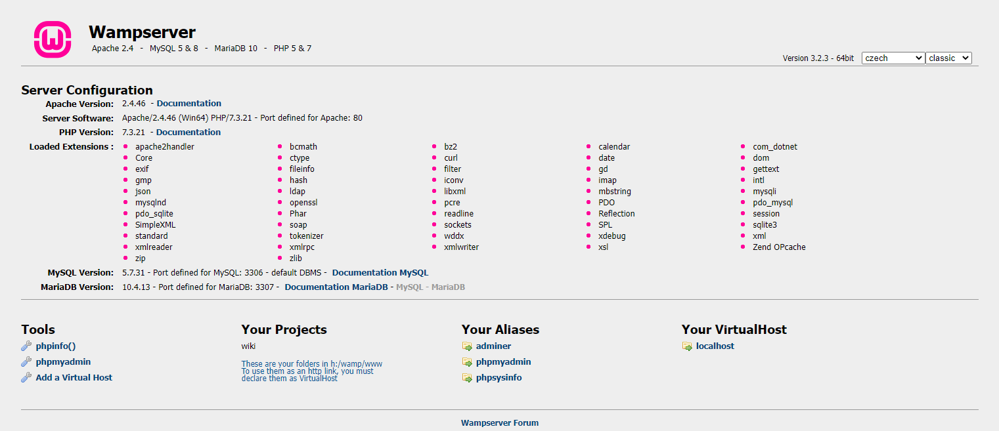 Wampserver
Apache 2.4 - MySQL 5 & 8 - MariaDB 10 - PHP 5 & 7
Version 3.2.3 - 64bit czech classic
Server Configuration
Apache Version: 2.4.46 - Documentation
Server Software: Apache/2.4.46 (Win64) PHP/7.3.21 - Port defined for Apache: 80
PHP Version: 7.3.21 - Documentation
Loaded Extensions : apache2handler bcmath bz2 calendar com_dotnet
Core ctype curl date dom
exif fileinfo filter gd gettext
gmp hash iconv imap intl
json ldap libxml mbstring mysqli
mysqlnd openssl pcre PDO pdo_mysql
pdo_sqlite Phar readline Reflection session
SimpleXML soap sockets SPL sqlite3
standard tokenizer wddx xdebug xml
xmlreader xmlrpc xmlwriter xsl Zend OPcache
zip zlib
MySQL Version: 5.7.31 - Port defined for MySQL: 3306 - default DBMS - Documentation MySQL
MariaDB Version: 10.4.13 - Port defined for MariaDB: 3307 - Documentation MariaDB - MySQL - MariaDB
Tools
phpinfo()
phpmyadmin
Add a Virtual Host
Your Projects
wiki
These are your folders in h:/wamp/www
To use them as an http link, you must
declare them as VirtualHost
Your Aliases
adminer
phpmyadmin
phpsysinfo
Your VirtualHost
localhost
Wampserver Forum